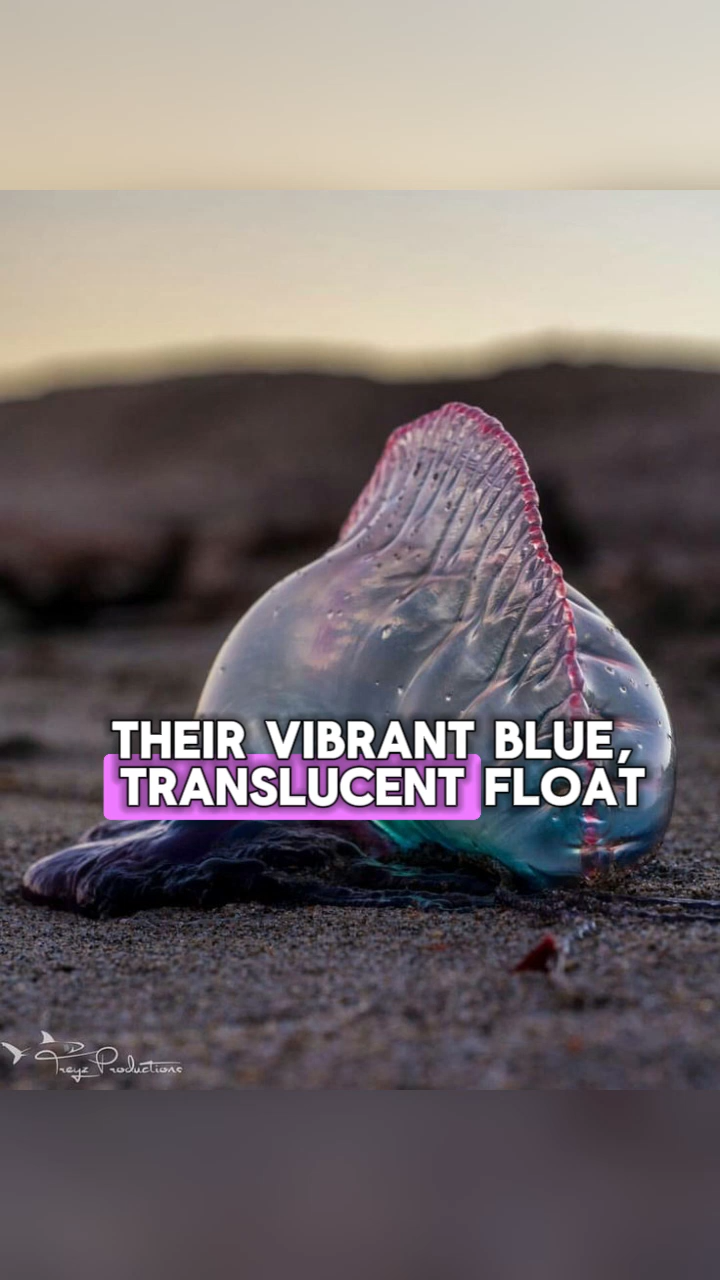 THEIR VIBRANT BLUE,
TRANSLUCENT FLOAT
Treyz Productions